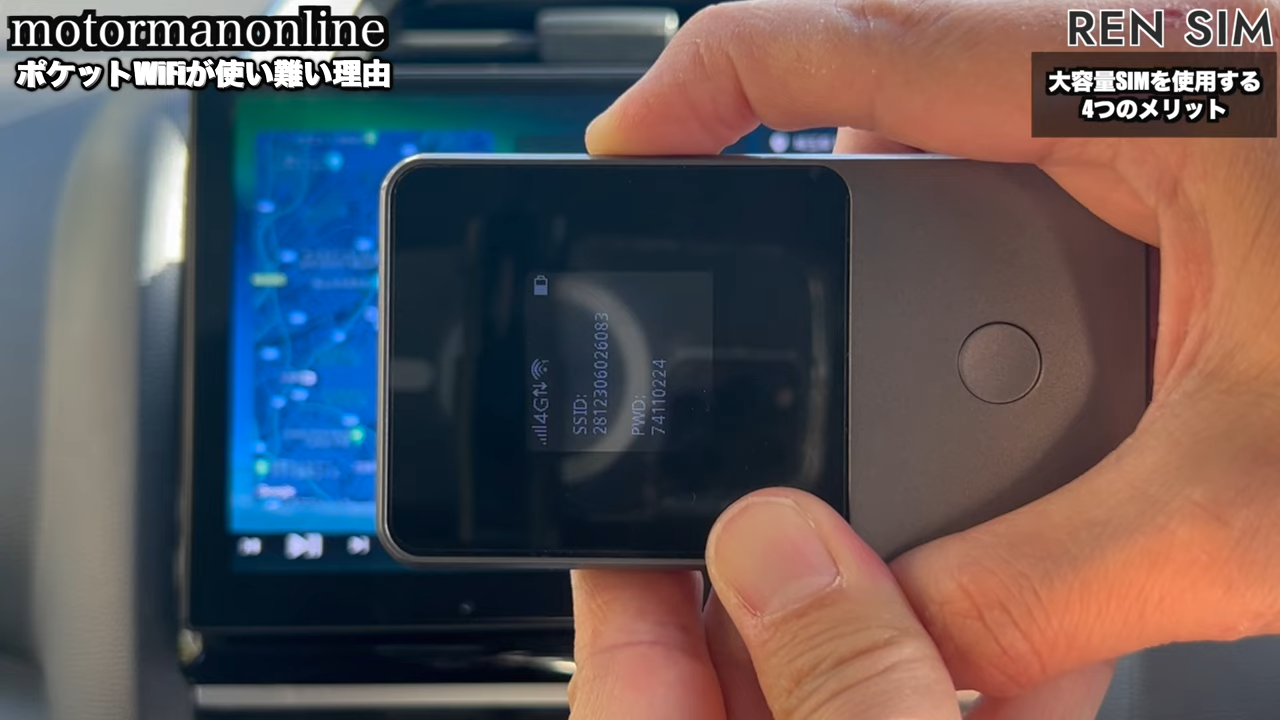 motormanonline
ポケットWiFiが使い難い理由
REN SIM
大容量SIMを使用する
4つのメリット
4G
SSID:
2812306026083
PWD:
74110224